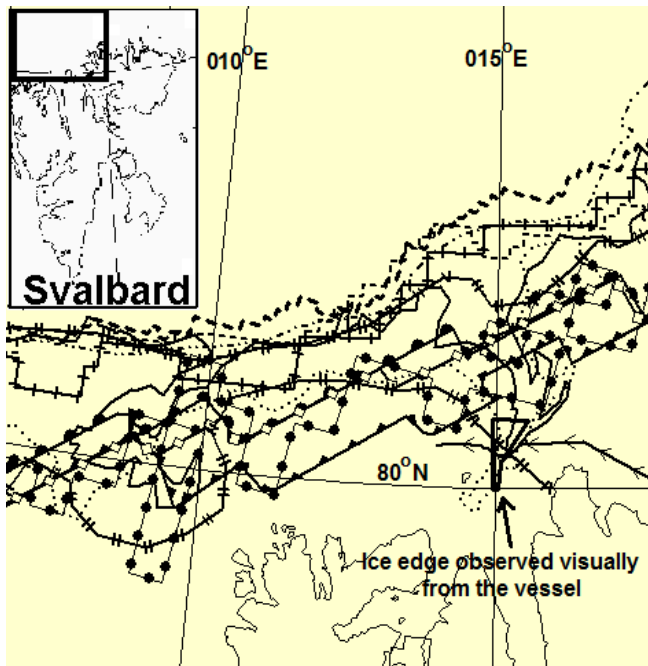 010°E
015°E
Svalbard
80°N
Ice edge observed visually
from the vessel